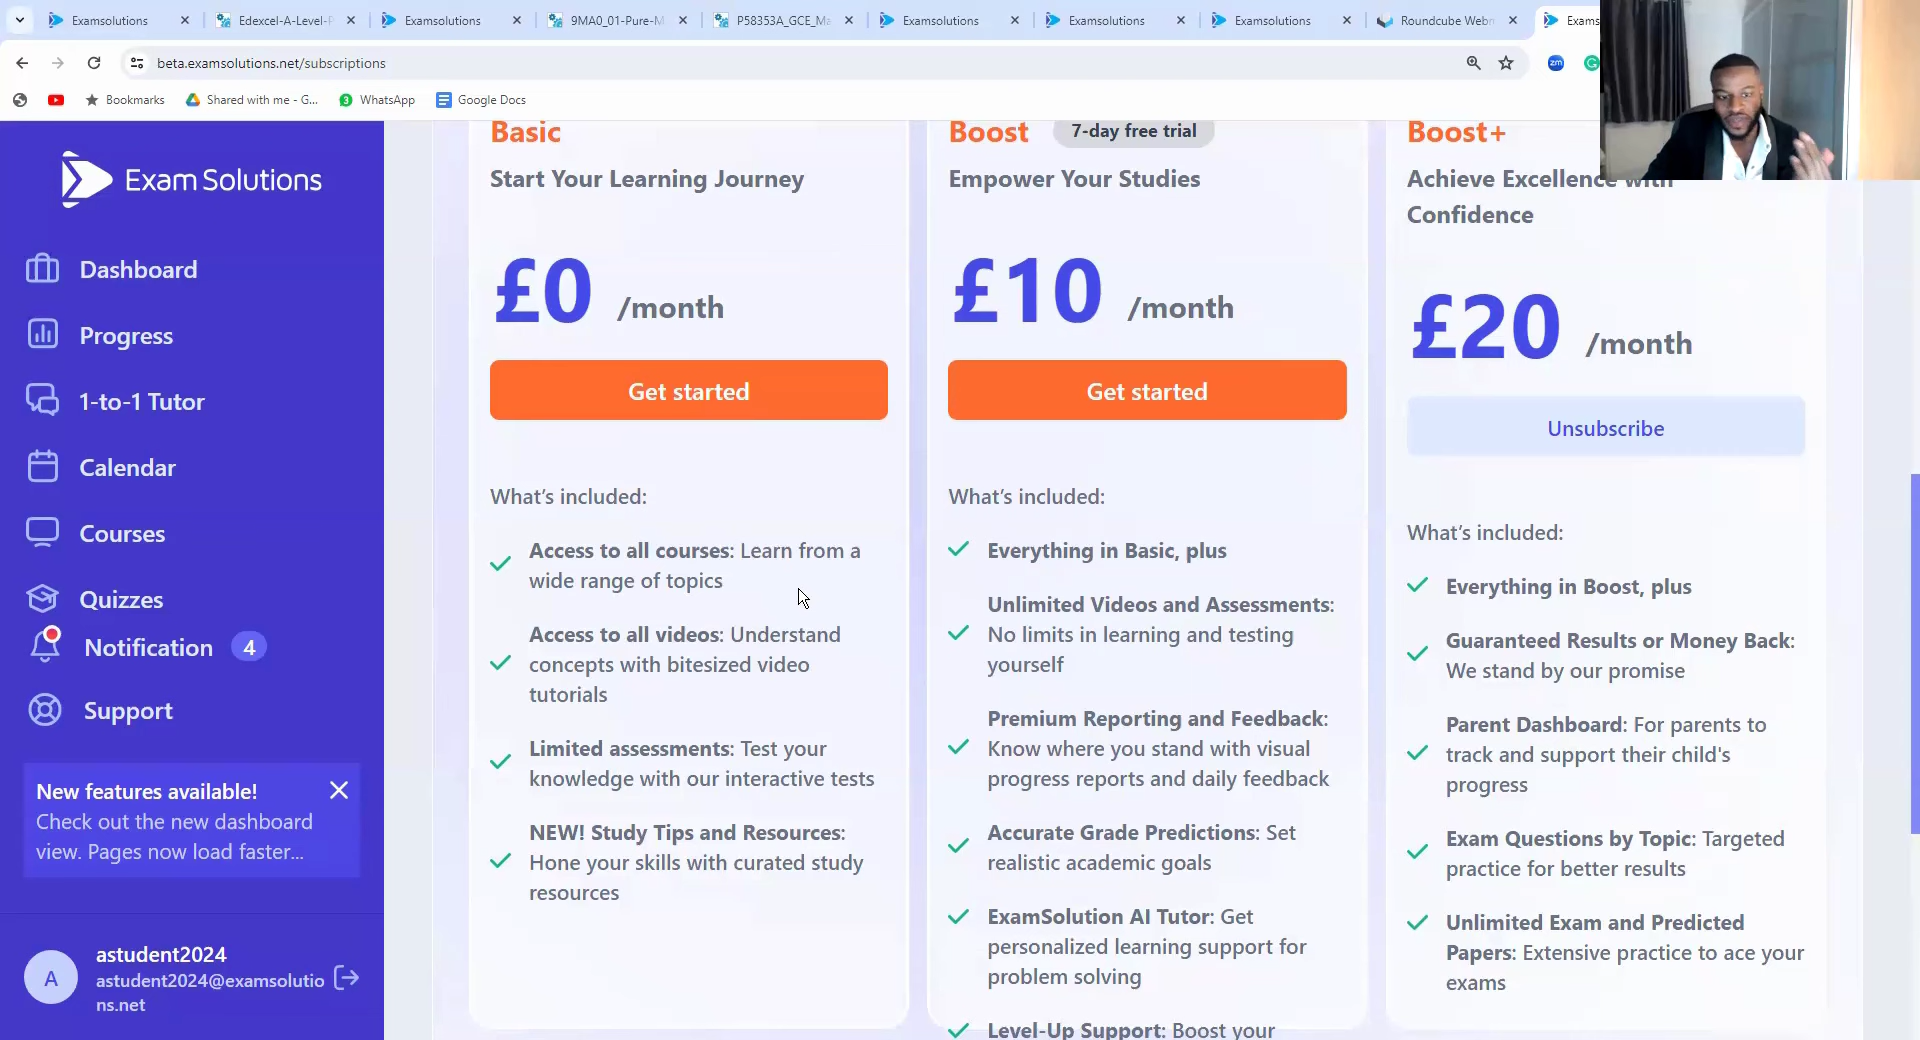 Examsolutions
Edexcel-A-Level-P
Examsolutions
9MA0_01-Pure-M
P58353A_GCE_Ma
Examsolutions
Examsolutions
Examsolutions
Roundcube Webm
Exams
beta.examsolutions.net/subscriptions
zm
Bookmarks
Shared with me - G...
3
WhatsApp
Google Docs
Exam Solutions
Dashboard
Progress
1-to-1 Tutor
Calendar
Courses
Quizzes
Notification 4
Support
New features available!
Check out the new dashboard
view. Pages now load faster...
A
astudent2024
astudent2024@examsolutio
ns.net
Basic
Start Your Learning Journey
£0 /month
Get started
What's included:
Access to all courses: Learn from a
wide range of topics
Access to all videos: Understand
concepts with bitesized video
tutorials
Limited assessments: Test your
knowledge with our interactive tests
NEW! Study Tips and Resources:
Hone your skills with curated study
resources
Boost 7-day free trial
Empower Your Studies
£10 /month
Get started
What's included:
Everything in Basic, plus
Unlimited Videos and Assessments:
No limits in learning and testing
yourself
Premium Reporting and Feedback:
Know where you stand with visual
progress reports and daily feedback
Accurate Grade Predictions: Set
realistic academic goals
ExamSolution AI Tutor: Get
personalized learning support for
problem solving
Level-Up Support: Boost your
Boost+
Achieve Excellence with
Confidence
£20 /month
Unsubscribe
What's included:
Everything in Boost, plus
Guaranteed Results or Money Back:
We stand by our promise
Parent Dashboard: For parents to
track and support their child's
progress
Exam Questions by Topic: Targeted
practice for better results
Unlimited Exam and Predicted
Papers: Extensive practice to ace your
exams